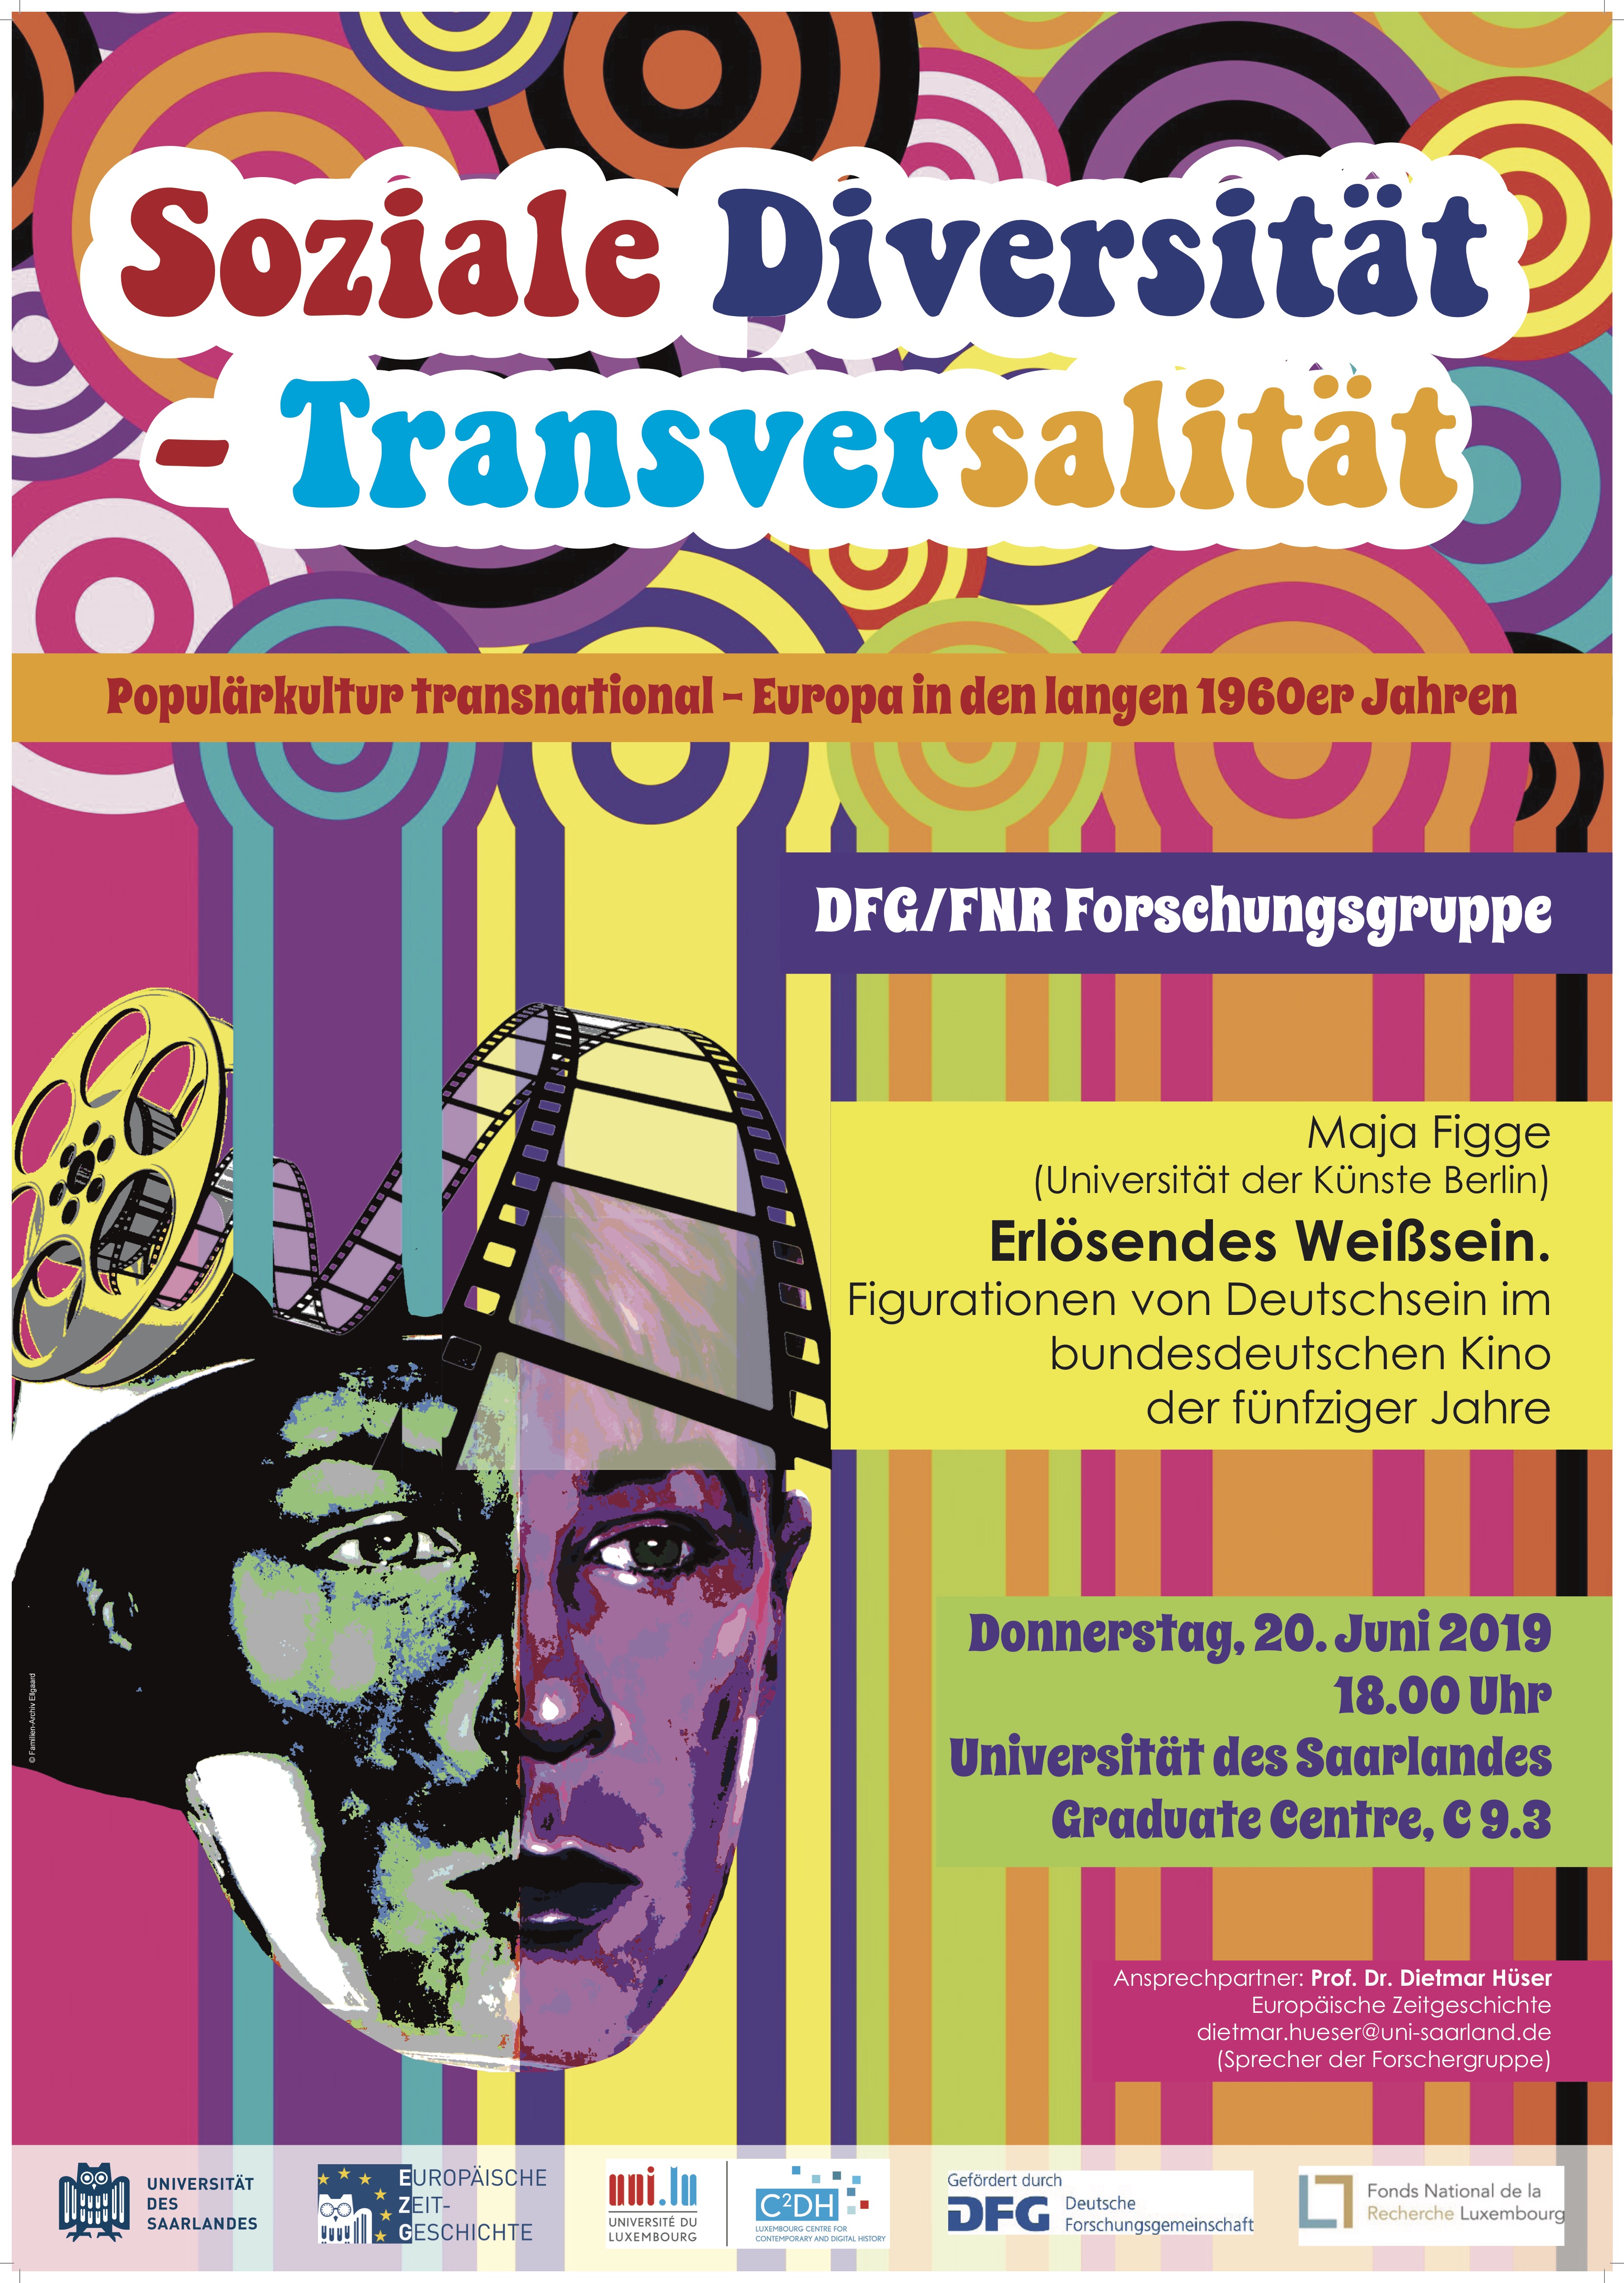 Soziale Diversität
– Transversalität
Populärkultur transnational – Europa in den langen 1960er Jahren
DFG/FNR Forschungsgruppe
Maja Figge
(Universität der Künste Berlin)
Erlösendes Weißsein.
Figurationen von Deutschsein im
bundesdeutschen Kino
der fünfziger Jahre
© Familien-Archiv Ellgaard
Donnerstag, 20. Juni 2019
18.00 Uhr
Universität des Saarlandes
Graduate Centre, C 9.3
Ansprechpartner: Prof. Dr. Dietmar Hüser
Europäische Zeitgeschichte
dietmar.hueser@uni-saarland.de
(Sprecher der Forschergruppe)
UNIVERSITÄT
DES
SAARLANDES
EUROPÄISCHE
ZEIT-
GESCHICHTE
uni.lu
UNIVERSITÉ DU
LUXEMBOURG
C²DH
LUXEMBOURG CENTRE FOR
CONTEMPORARY AND DIGITAL HISTORY
Gefördert durch
DFG Deutsche
Forschungsgemeinschaft
Fonds National de la
Recherche Luxembourg